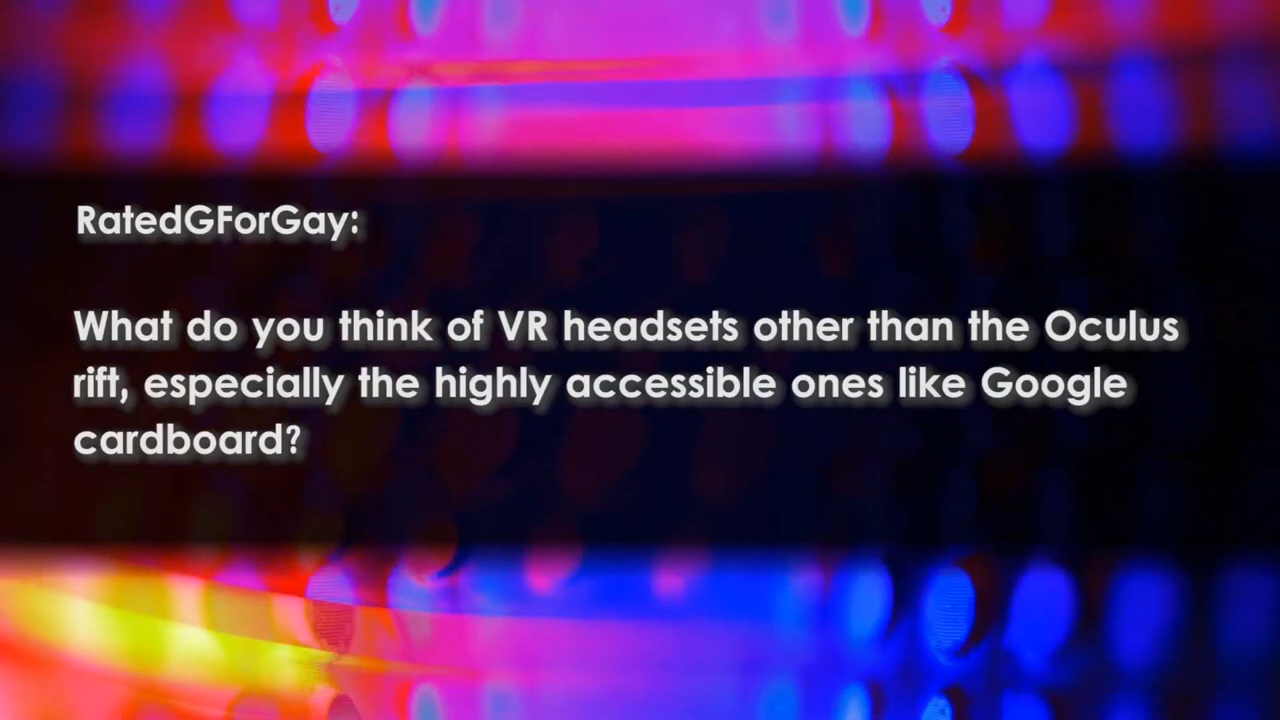 RatedGForGay:
What do you think of VR headsets other than the Oculus
rift, especially the highly accessible ones like Google
cardboard?